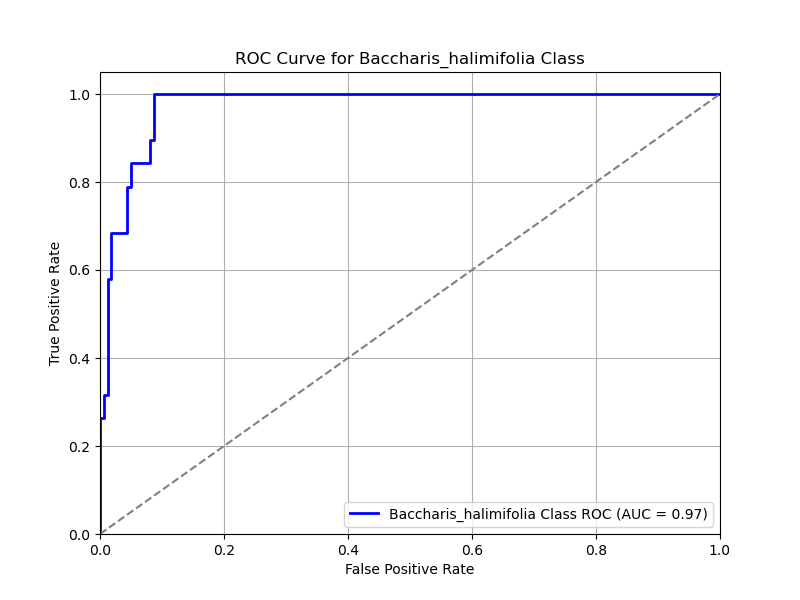 ROC Curve for Baccharis_halimifolia Class
True Positive Rate
1.0
0.8
0.6
0.4
0.2
0.0
Baccharis_halimifolia Class ROC (AUC = 0.97)
0.0 0.2 0.4 0.6 0.8 1.0
False Positive Rate